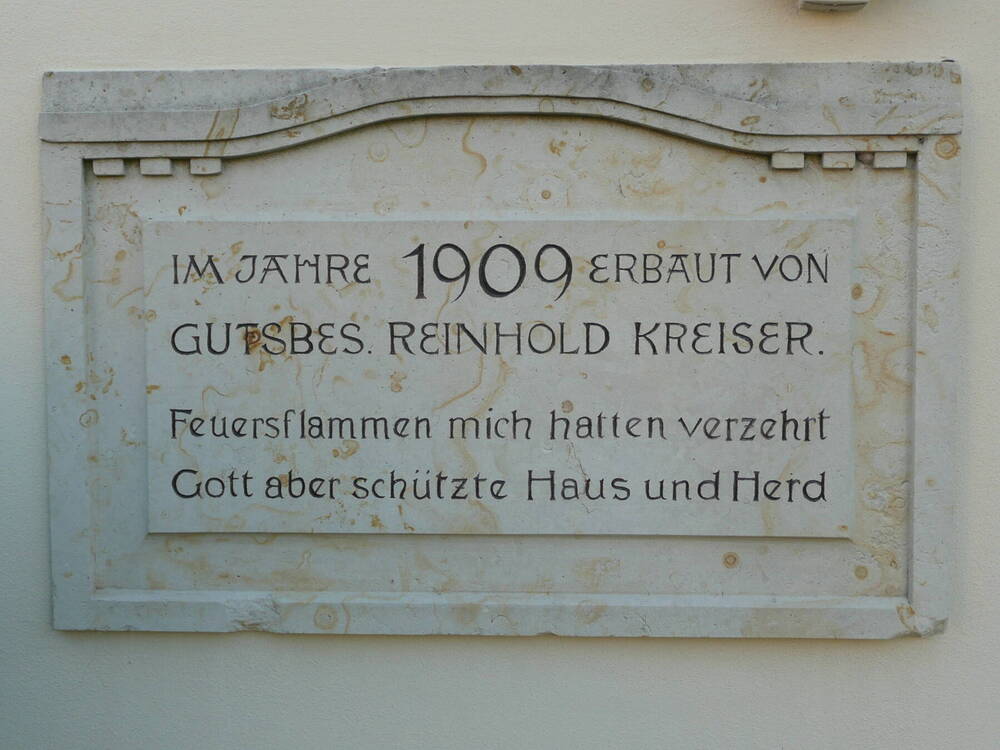 IM JAHRE 1909 ERBAUT VON
GUTSBES. REINHOLD KREISER.
Feuersflammen mich hatten verzehrt
Gott aber schützte Haus und Herd